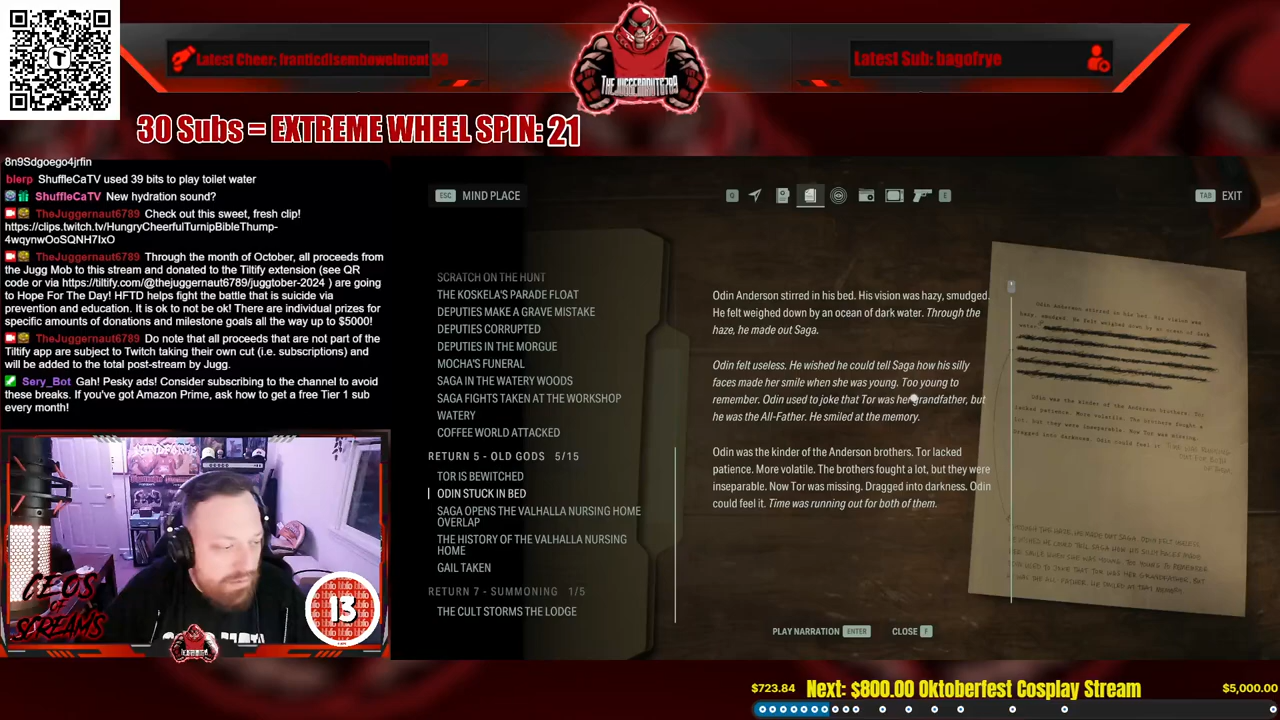 Latest Cheer: franticdisembowelment 50
THEJUGGERNAUT6789
Latest Sub: bagofrye
30 Subs = EXTREME WHEEL SPIN: 21
8n9Sdgoego4jrfin
blerp ShuffleCaTV used 39 bits to play toilet water
ShuffleCaTV New hydration sound?
TheJuggernaut6789 Check out this sweet, fresh clip!
https://clips.twitch.tv/HungryCheerfulTurnipBibleThump-
4wqynwOoSQNH7IxO
TheJuggernaut6789 Through the month of October, all proceeds from
the Jugg Mob to this stream and donated to the Tiltify extension (see QR
code or via https://tiltify.com/@thejuggernaut6789/juggtober-2024 ) are going
to Hope For The Day! HFTD helps fight the battle that is suicide via
prevention and education. It is ok to not be ok! There are individual prizes for
specific amounts of donations and milestone goals all the way up to $5000!
TheJuggernaut6789 Do note that all proceeds that are not part of the
Tiltify app are subject to Twitch taking their own cut (i.e. subscriptions) and
will be added to the total post-stream by Jugg.
Sery_Bot Gah! Pesky ads! Consider subscribing to the channel to avoid
these breaks. If you've got Amazon Prime, ask how to get a free Tier 1 sub
every month!
ESC MIND PLACE
Q
E
TAB EXIT
SCRATCH ON THE HUNT
THE KOSKELA'S PARADE FLOAT
DEPUTIES MAKE A GRAVE MISTAKE
DEPUTIES CORRUPTED
DEPUTIES IN THE MORGUE
MOCHA'S FUNERAL
SAGA IN THE WATERY WOODS
SAGA FIGHTS TAKEN AT THE WORKSHOP
WATERY
COFFEE WORLD ATTACKED
RETURN 5 - OLD GODS 5/15
TOR IS BEWITCHED
ODIN STUCK IN BED
SAGA OPENS THE VALHALLA NURSING HOME
OVERLAP
THE HISTORY OF THE VALHALLA NURSING
HOME
GAIL TAKEN
RETURN 7 - SUMMONING 1/5
THE CULT STORMS THE LODGE
Odin Anderson stirred in his bed. His vision was hazy, smudged.
He felt weighed down by an ocean of dark water. Through the
haze, he made out Saga.
Odin felt useless. He wished he could tell Saga how his silly
faces made her smile when she was young. Too young to
remember. Odin used to joke that Tor was her grandfather, but
he was the All-Father. He smiled at the memory.
Odin was the kinder of the Anderson brothers. Tor lacked
patience. More volatile. The brothers fought a lot, but they were
inseparable. Now Tor was missing. Dragged into darkness. Odin
could feel it. Time was running out for both of them.
PLAY NARRATION ENTER
CLOSE F
CEOS
OF
STREAMS
13
$723.84 Next: $800.00 Oktoberfest Cosplay Stream $5,000.00